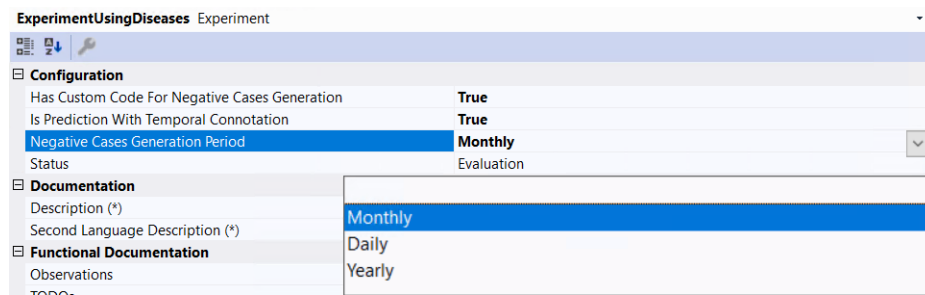 ExperimentUsingDiseases Experiment
Configuration
Has Custom Code For Negative Cases Generation True
Is Prediction With Temporal Connotation True
Negative Cases Generation Period Monthly
Status Evaluation
Documentation
Description (*)
Second Language Description (*)
Functional Documentation
Observations
TODOs
Monthly
Daily
Yearly